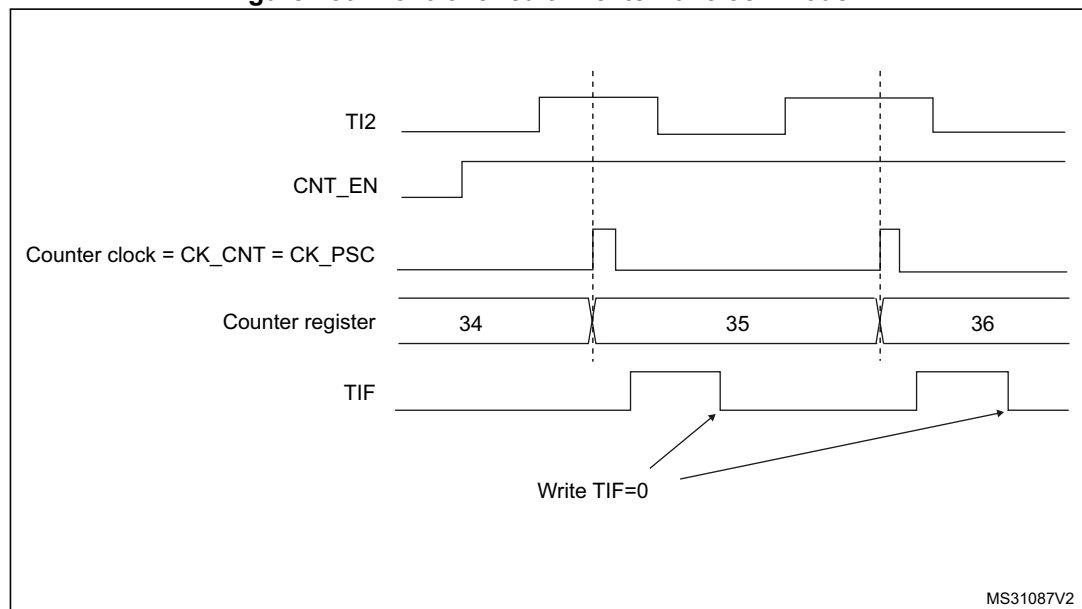 TI2
CNT_EN
Counter clock = CK_CNT = CK_PSC
Counter register
34
35
36
TIF
Write TIF=0
MS31087V2